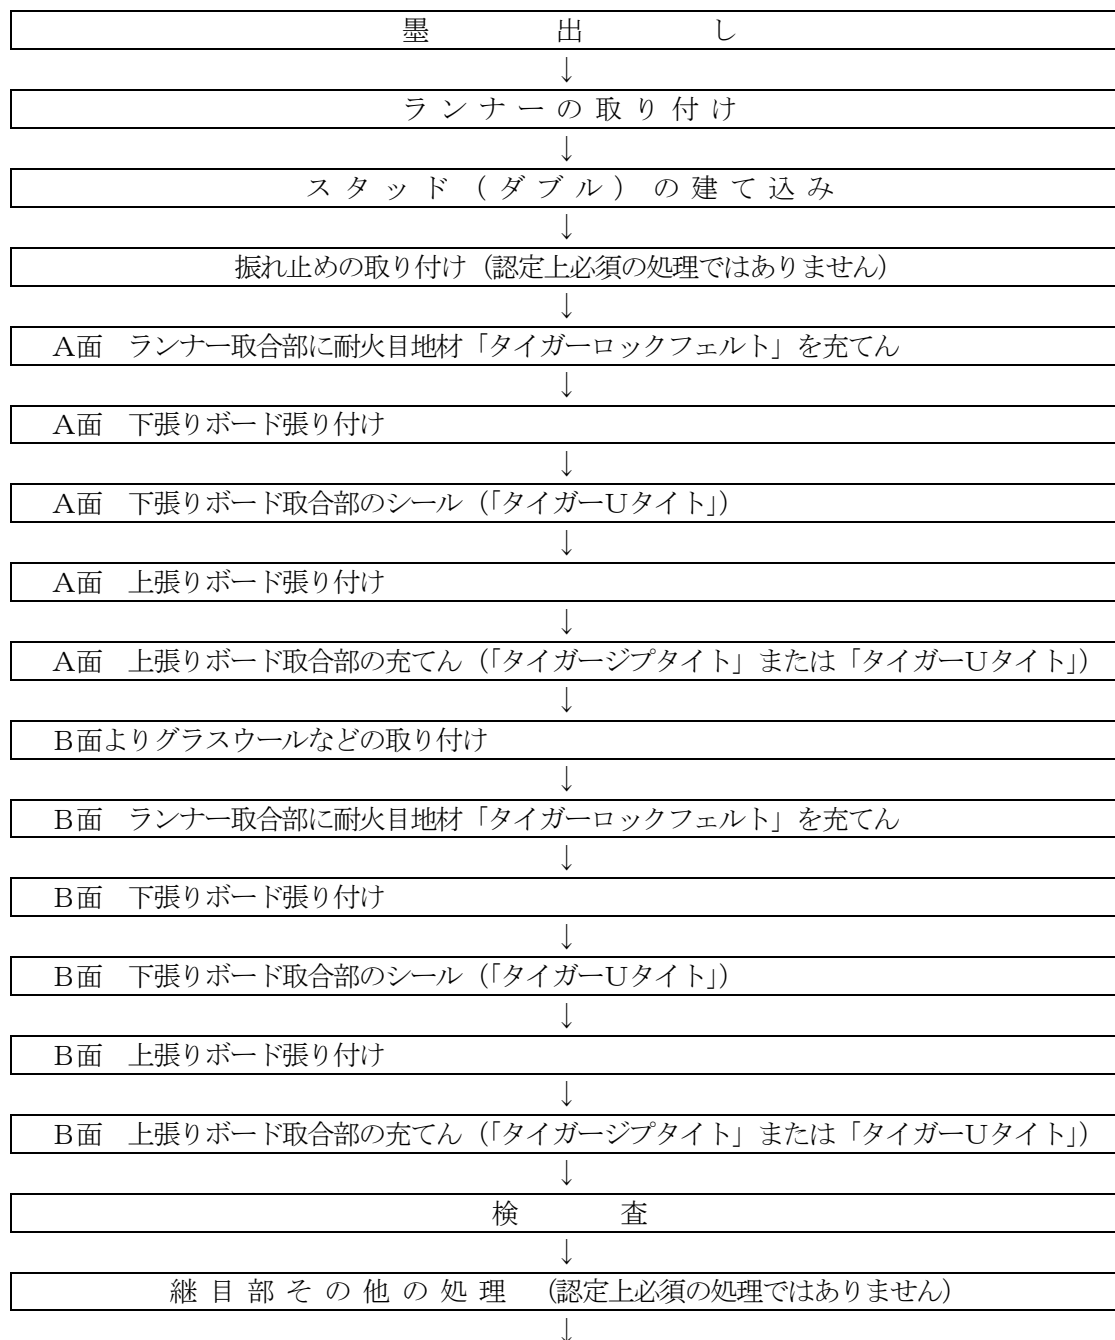 墨出し
↓
ランナーの取り付け
↓
スタッド（ダブル）の建て込み
↓
振れ止めの取り付け（認定上必須の処理ではありません）
↓
A面　ランナー取合部に耐火目地材「タイガーロックフェルト」を充てん
↓
A面　下張りボード張り付け
↓
A面　下張りボード取合部のシール（「タイガーUタイト」）
↓
A面　上張りボード張り付け
↓
A面　上張りボード取合部の充てん（「タイガージプタイト」または「タイガーUタイト」）
↓
B面よりグラスウールなどの取り付け
↓
B面　ランナー取合部に耐火目地材「タイガーロックフェルト」を充てん
↓
B面　下張りボード張り付け
↓
B面　下張りボード取合部のシール（「タイガーUタイト」）
↓
B面　上張りボード張り付け
↓
B面　上張りボード取合部の充てん（「タイガージプタイト」または「タイガーUタイト」）
↓
検査
↓
継目部その他の処理　（認定上必須の処理ではありません）
↓